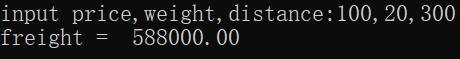 input price,weight,distance:100,20,300
freight =  588000.00